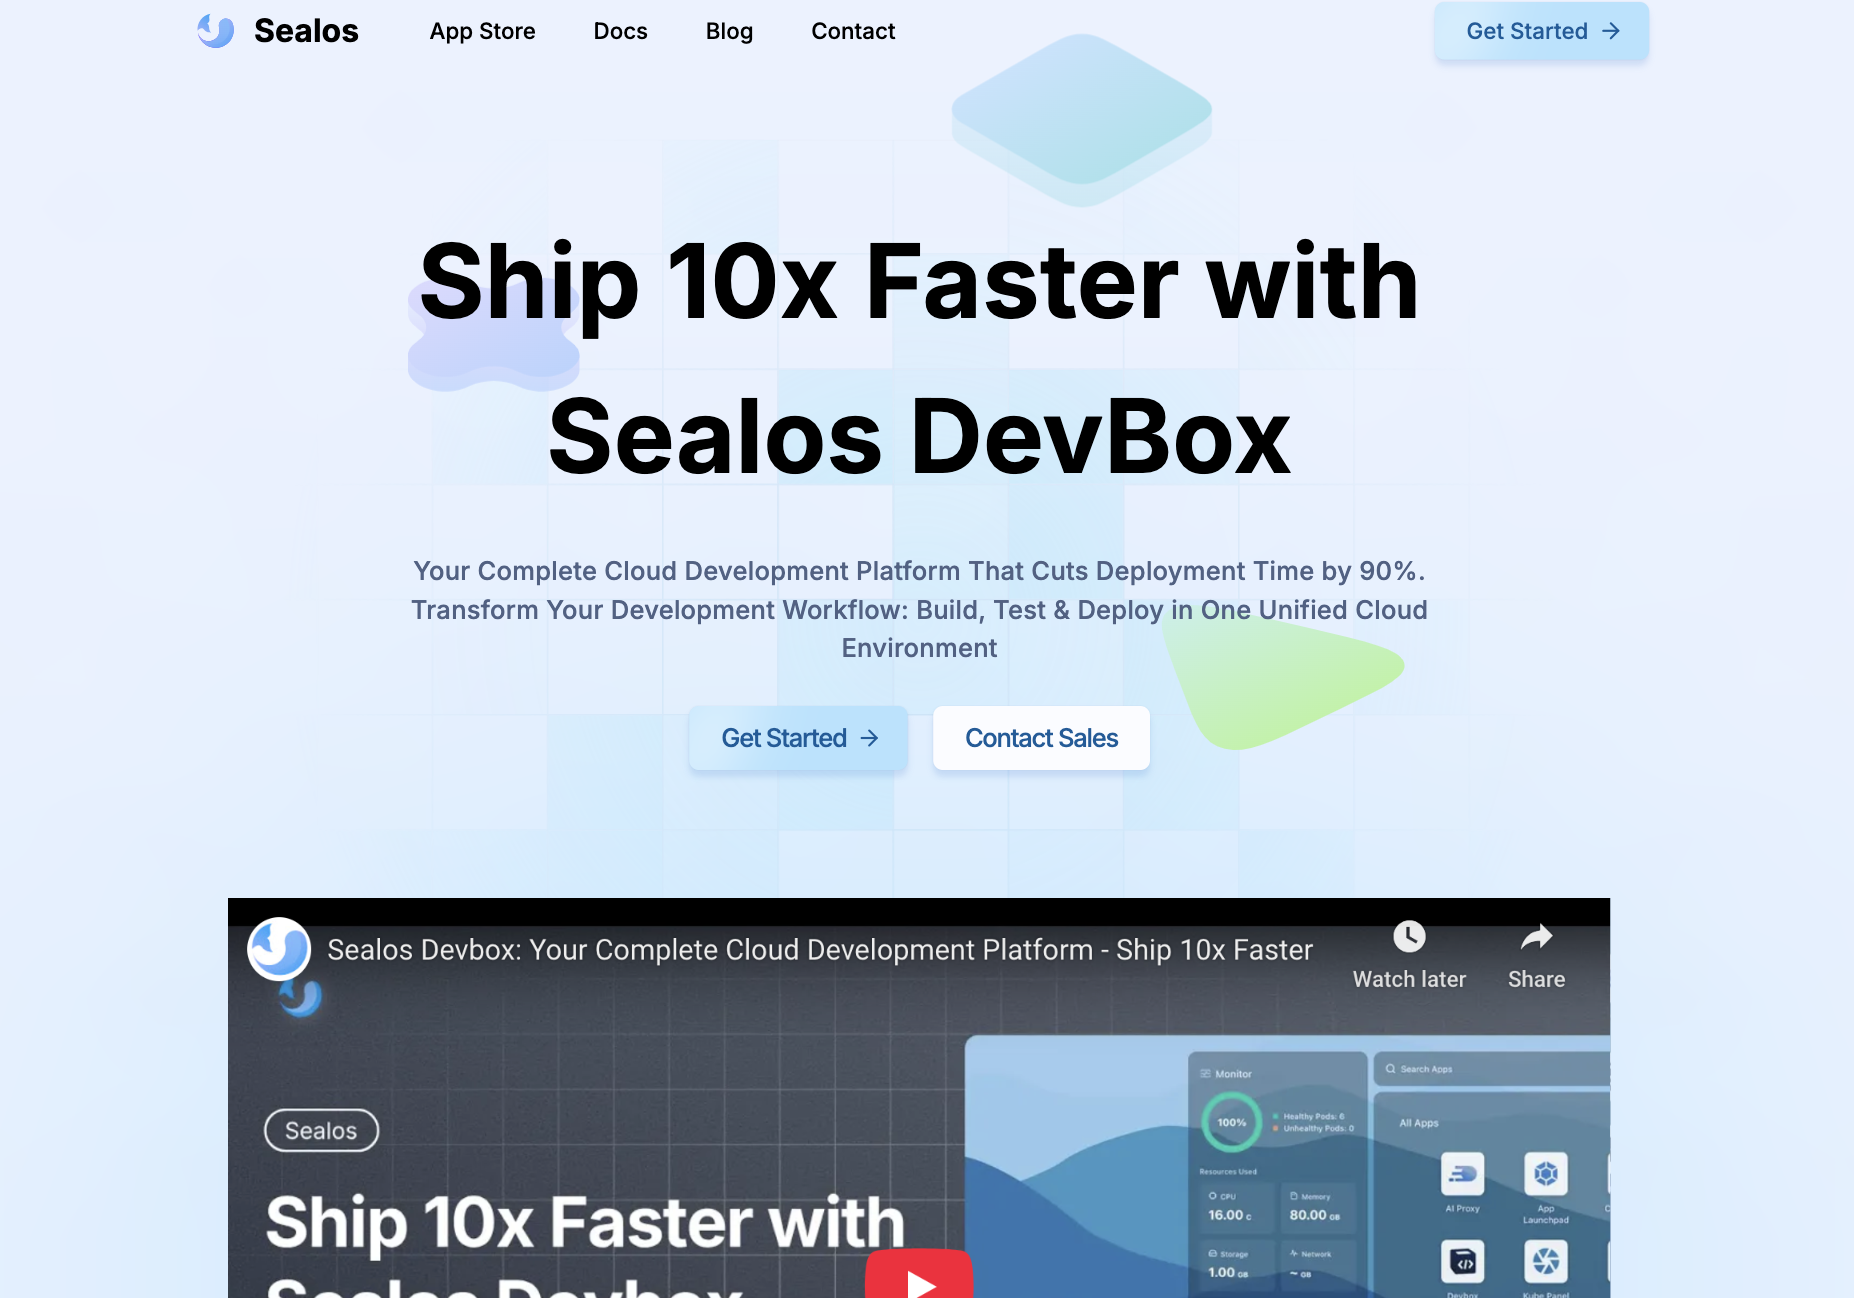 Sealos
App Store
Docs
Blog
Contact
Get Started
Ship 10x Faster with
Sealos DevBox
Your Complete Cloud Development Platform That Cuts Deployment Time by 90%.
Transform Your Development Workflow: Build, Test & Deploy in One Unified Cloud
Environment
Get Started
Contact Sales
Sealos Devbox: Your Complete Cloud Development Platform - Ship 10x Faster
Watch later
Share
Sealos
Ship 10x Faster with
Sealos Devbox
Monitor
100%
Healthy Pods: 6
Unhealthy Pods: 0
Resources Used
CPU
16.00 C
Memory
80.00 GB
Storage
1.00 GB
Network
~ GB
Search Apps
All Apps
AI Proxy
App
Launchpad
Devbox
Kube Panel